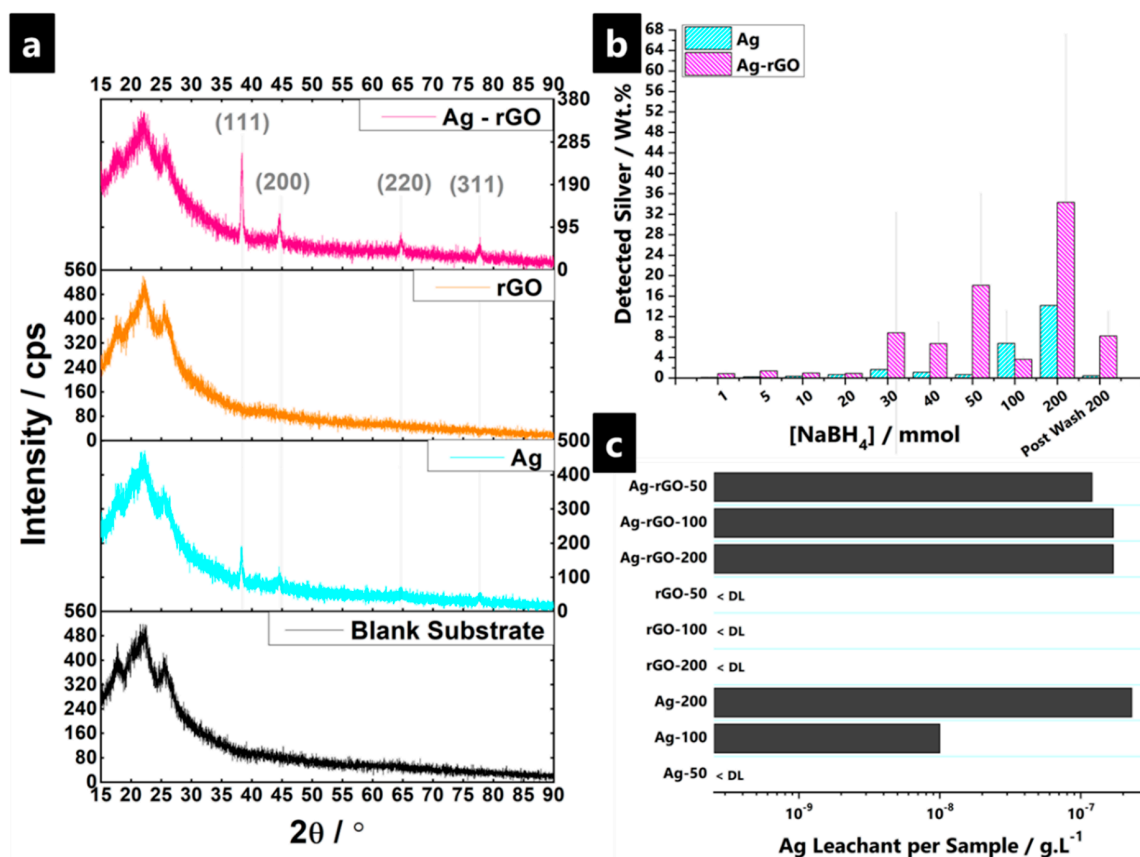 a
15 20 25 30 35 40 45 50 55 60 65 70 75 80 85 90
380
285
190
95
0
Ag - rGO
(111)
(200)
(220)
(311)
560
480
400
320
240
160
80
0
rGO
500
400
300
200
100
0
Ag
560
480
400
320
240
160
80
0
Blank Substrate
15 20 25 30 35 40 45 50 55 60 65 70 75 80 85 90
Intensity / cps
2θ / °
b
Detected Silver / Wt.%
68
64
60
56
52
48
44
40
36
32
28
24
20
16
12
8
4
0
Ag
Ag-rGO
1 5 10 20 30 40 50 100 200 Post Wash 200
[NaBH₄] / mmol
c
Ag-rGO-50
Ag-rGO-100
Ag-rGO-200
rGO-50 < DL
rGO-100 < DL
rGO-200 < DL
Ag-200
Ag-100
Ag-50 < DL
10⁻⁹ 10⁻⁸ 10⁻⁷
Ag Leachant per Sample / g.L⁻¹